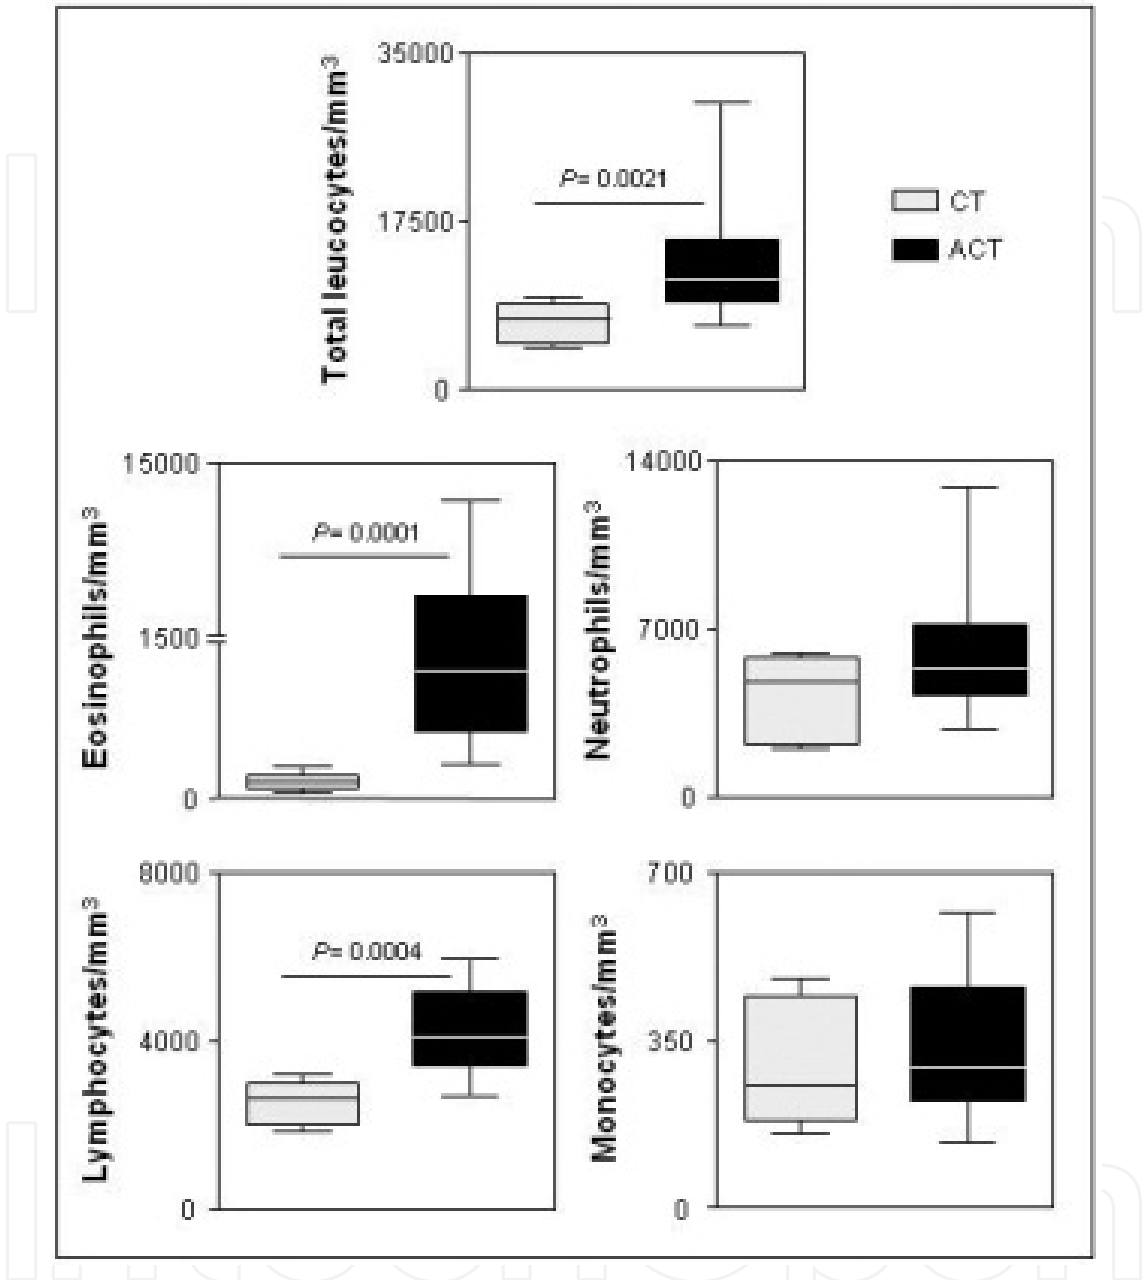 Total leucocytes/mm³
35000
17500
0
P= 0.0021
CT
ACT
Eosinophils/mm³
15000
1500
0
P= 0.0001
Neutrophils/mm³
14000
7000
0
Lymphocytes/mm³
8000
4000
0
P= 0.0004
Monocytes/mm³
700
350
0